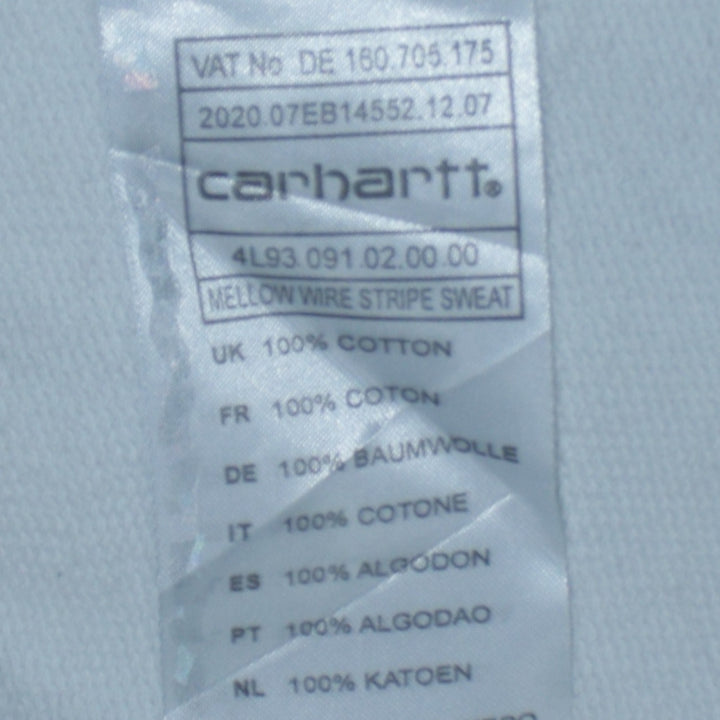 VAT No DE 160.705.175
2020.07EB14552.12.07
carhartt®
4L93.091.02.00.00
MELLOW WIRE STRIPE SWEAT
UK 100% COTTON
FR 100% COTON
DE 100% BAUMWOLLE
IT 100% COTONE
ES 100% ALGODON
PT 100% ALGODAO
NL 100% KATOEN